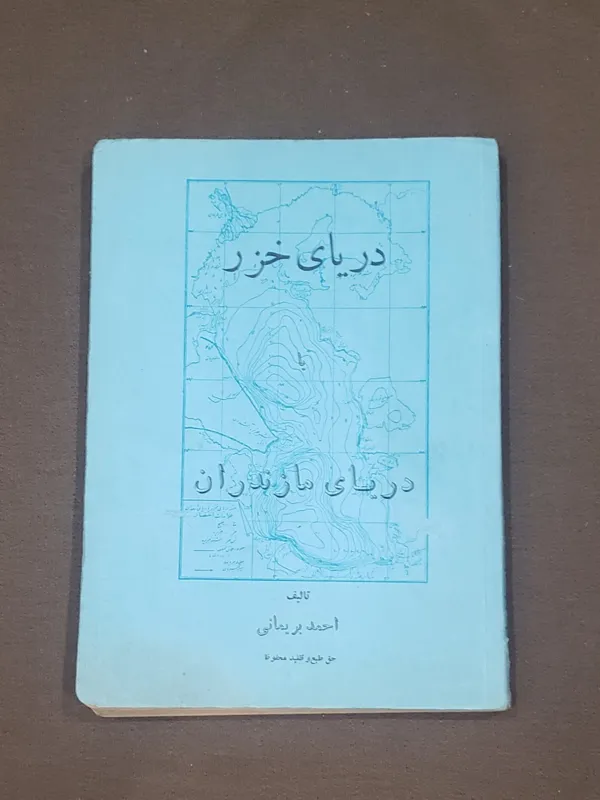 دریای خزر
یا
دریای مازندران
تالیف
احمد بریمانی
حق طبع و تقلید محفوظ